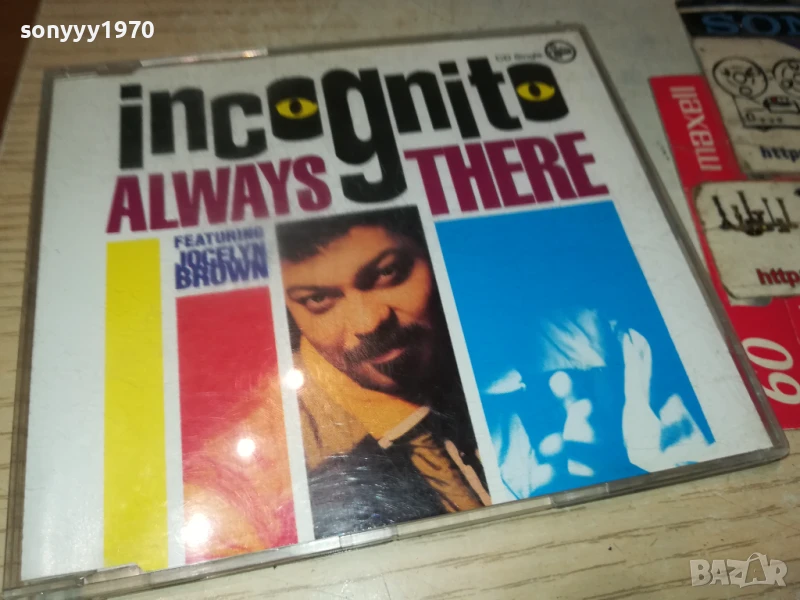 sonyyy1970
CD Single
incognito
ALWAYS THERE
FEATURING
JOCELYN
BROWN
SON
maxell
http
http
60
BAZAR